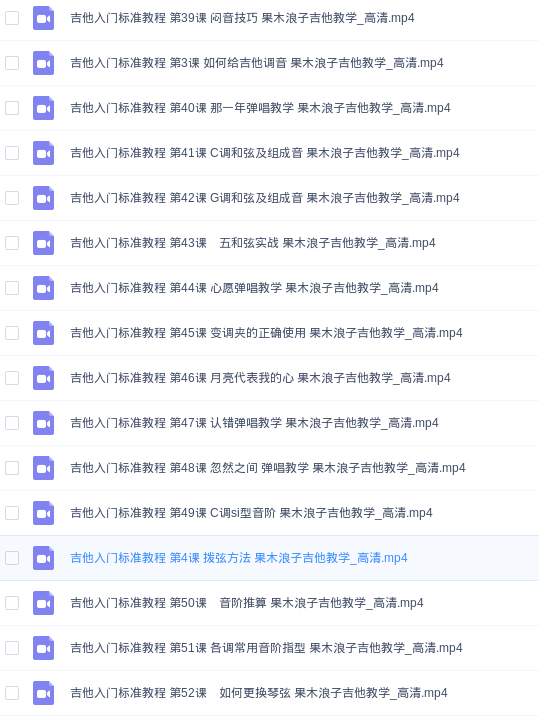 吉他入门标准教程 第39课 闷音技巧 果木浪子吉他教学_高清.mp4
吉他入门标准教程 第3课 如何给吉他调音 果木浪子吉他教学_高清.mp4
吉他入门标准教程 第40课 那一年弹唱教学 果木浪子吉他教学_高清.mp4
吉他入门标准教程 第41课 C调和弦及组成音 果木浪子吉他教学_高清.mp4
吉他入门标准教程 第42课 G调和弦及组成音 果木浪子吉他教学_高清.mp4
吉他入门标准教程 第43课　五和弦实战 果木浪子吉他教学_高清.mp4
吉他入门标准教程 第44课 心愿弹唱教学 果木浪子吉他教学_高清.mp4
吉他入门标准教程 第45课 变调夹的正确使用 果木浪子吉他教学_高清.mp4
吉他入门标准教程 第46课 月亮代表我的心 果木浪子吉他教学_高清.mp4
吉他入门标准教程 第47课 认错弹唱教学 果木浪子吉他教学_高清.mp4
吉他入门标准教程 第48课 忽然之间 弹唱教学 果木浪子吉他教学_高清.mp4
吉他入门标准教程 第49课 C调si型音阶 果木浪子吉他教学_高清.mp4
吉他入门标准教程 第4课 拨弦方法 果木浪子吉他教学_高清.mp4
吉他入门标准教程 第50课　音阶推算 果木浪子吉他教学_高清.mp4
吉他入门标准教程 第51课 各调常用音阶指型 果木浪子吉他教学_高清.mp4
吉他入门标准教程 第52课　如何更换琴弦 果木浪子吉他教学_高清.mp4